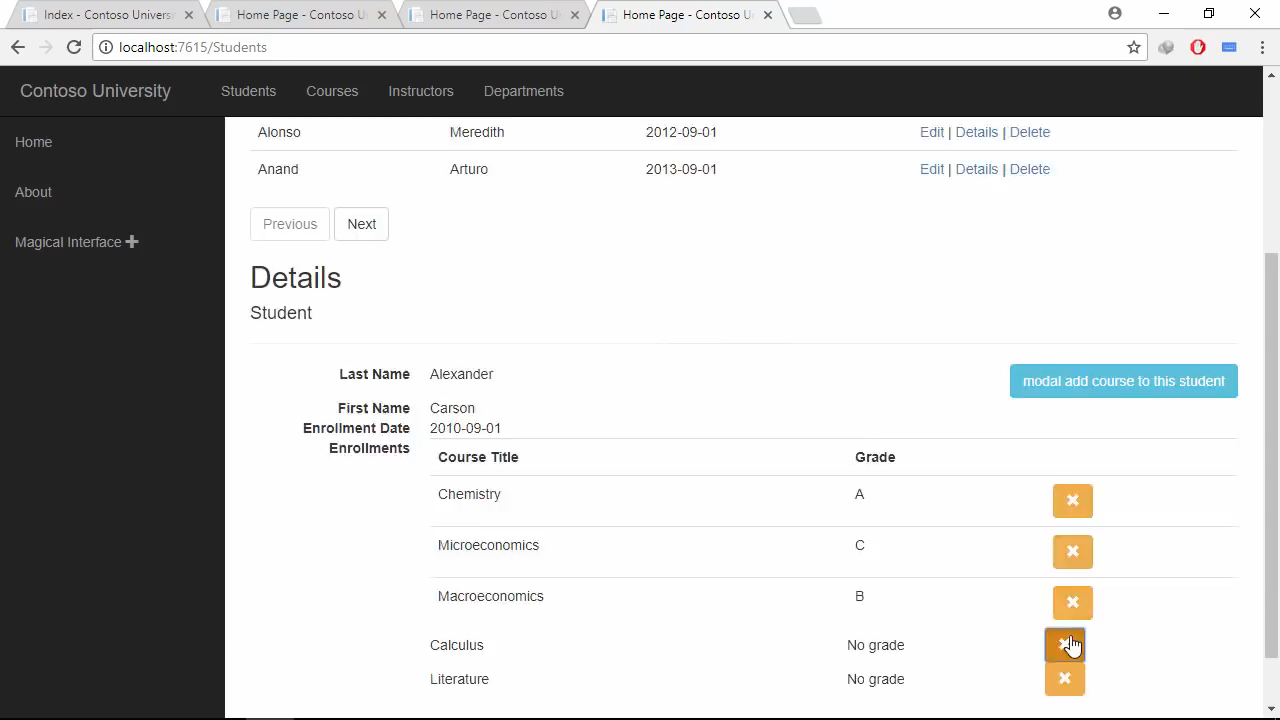 Index - Contoso Univers
Home Page - Contoso U
Home Page - Contoso U
Home Page - Contoso U
localhost:7615/Students
Contoso University
Students
Courses
Instructors
Departments
Home
About
Magical Interface
Alonso Meredith 2012-09-01 Edit | Details | Delete
Anand Arturo 2013-09-01 Edit | Details | Delete
Previous Next
Details
Student
Last Name Alexander
modal add course to this student
First Name Carson
Enrollment Date 2010-09-01
Enrollments
Course Title Grade
Chemistry A
Microeconomics C
Macroeconomics B
Calculus No grade
Literature No grade